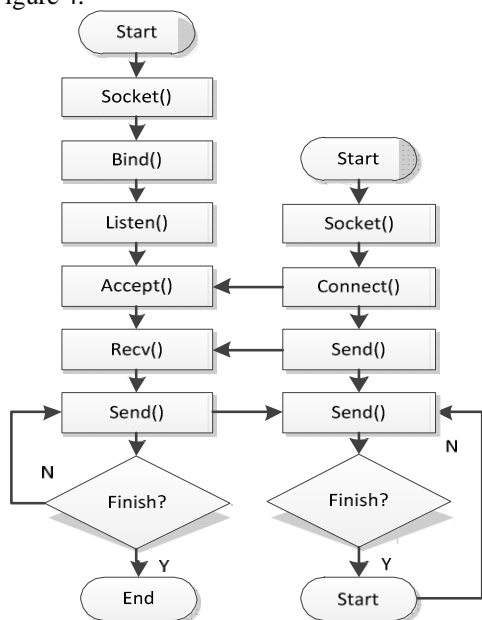 igure 4.
Start
Socket()
Bind()
Listen()
Accept()
Recv()
Send()
N
Finish?
Y
End
Start
Socket()
Connect()
Send()
Send()
N
Finish?
Y
Start